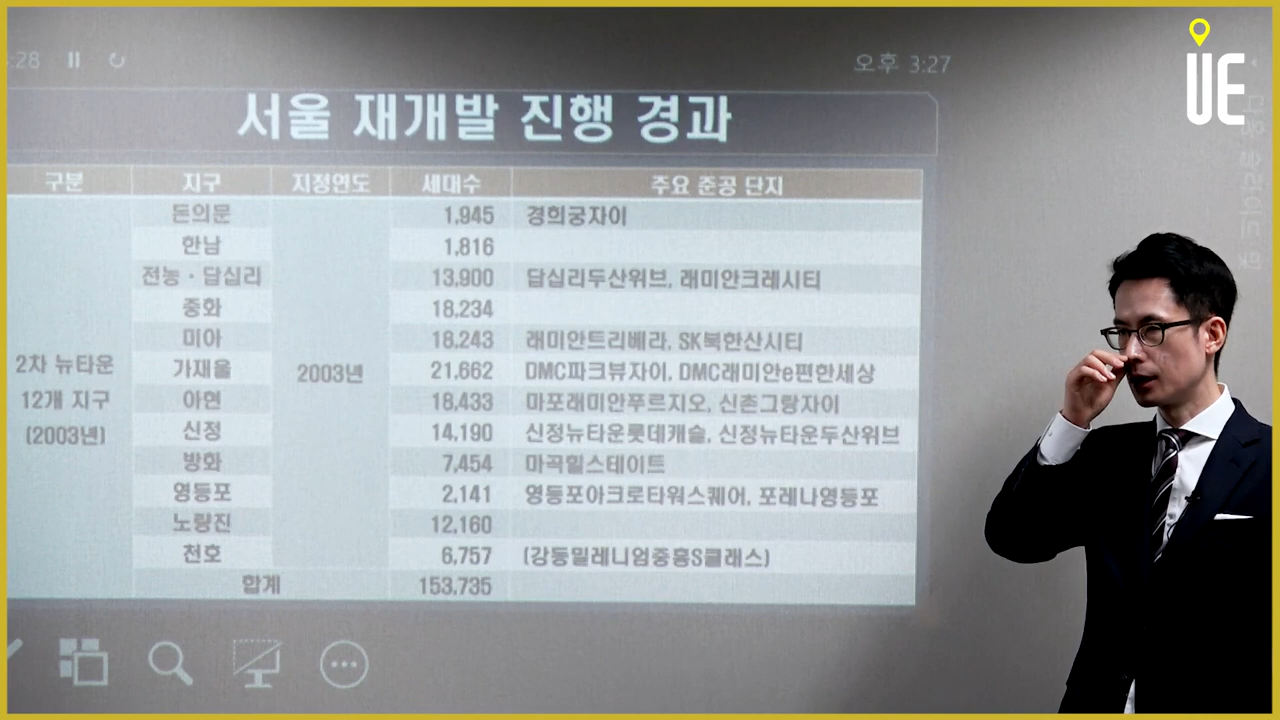 :28 오후 3:27
UE
서울 재개발 진행 경과
구분 지구 지정연도 세대수 주요 준공 단지
돈의문 1,945 경희궁자이
한남 1,816
전농·답십리 13,900 답십리두산위브, 래미안크레시티
중화 18,234
미아 18,243 래미안트리베라, SK북한산시티
2차 뉴타운 12개 지구 (2003년) 가재울 2003년 21,662 DMC파크뷰자이, DMC래미안e편한세상
아현 18,433 마포래미안푸르지오, 신촌그랑자이
신정 14,190 신정뉴타운롯데캐슬, 신정뉴타운두산위브
방화 7,454 마곡힐스테이트
영등포 2,141 영등포아크로타워스퀘어, 포레나영등포
노량진 12,160
천호 6,757 (강동밀레니엄중흥S클래스)
합계 153,735